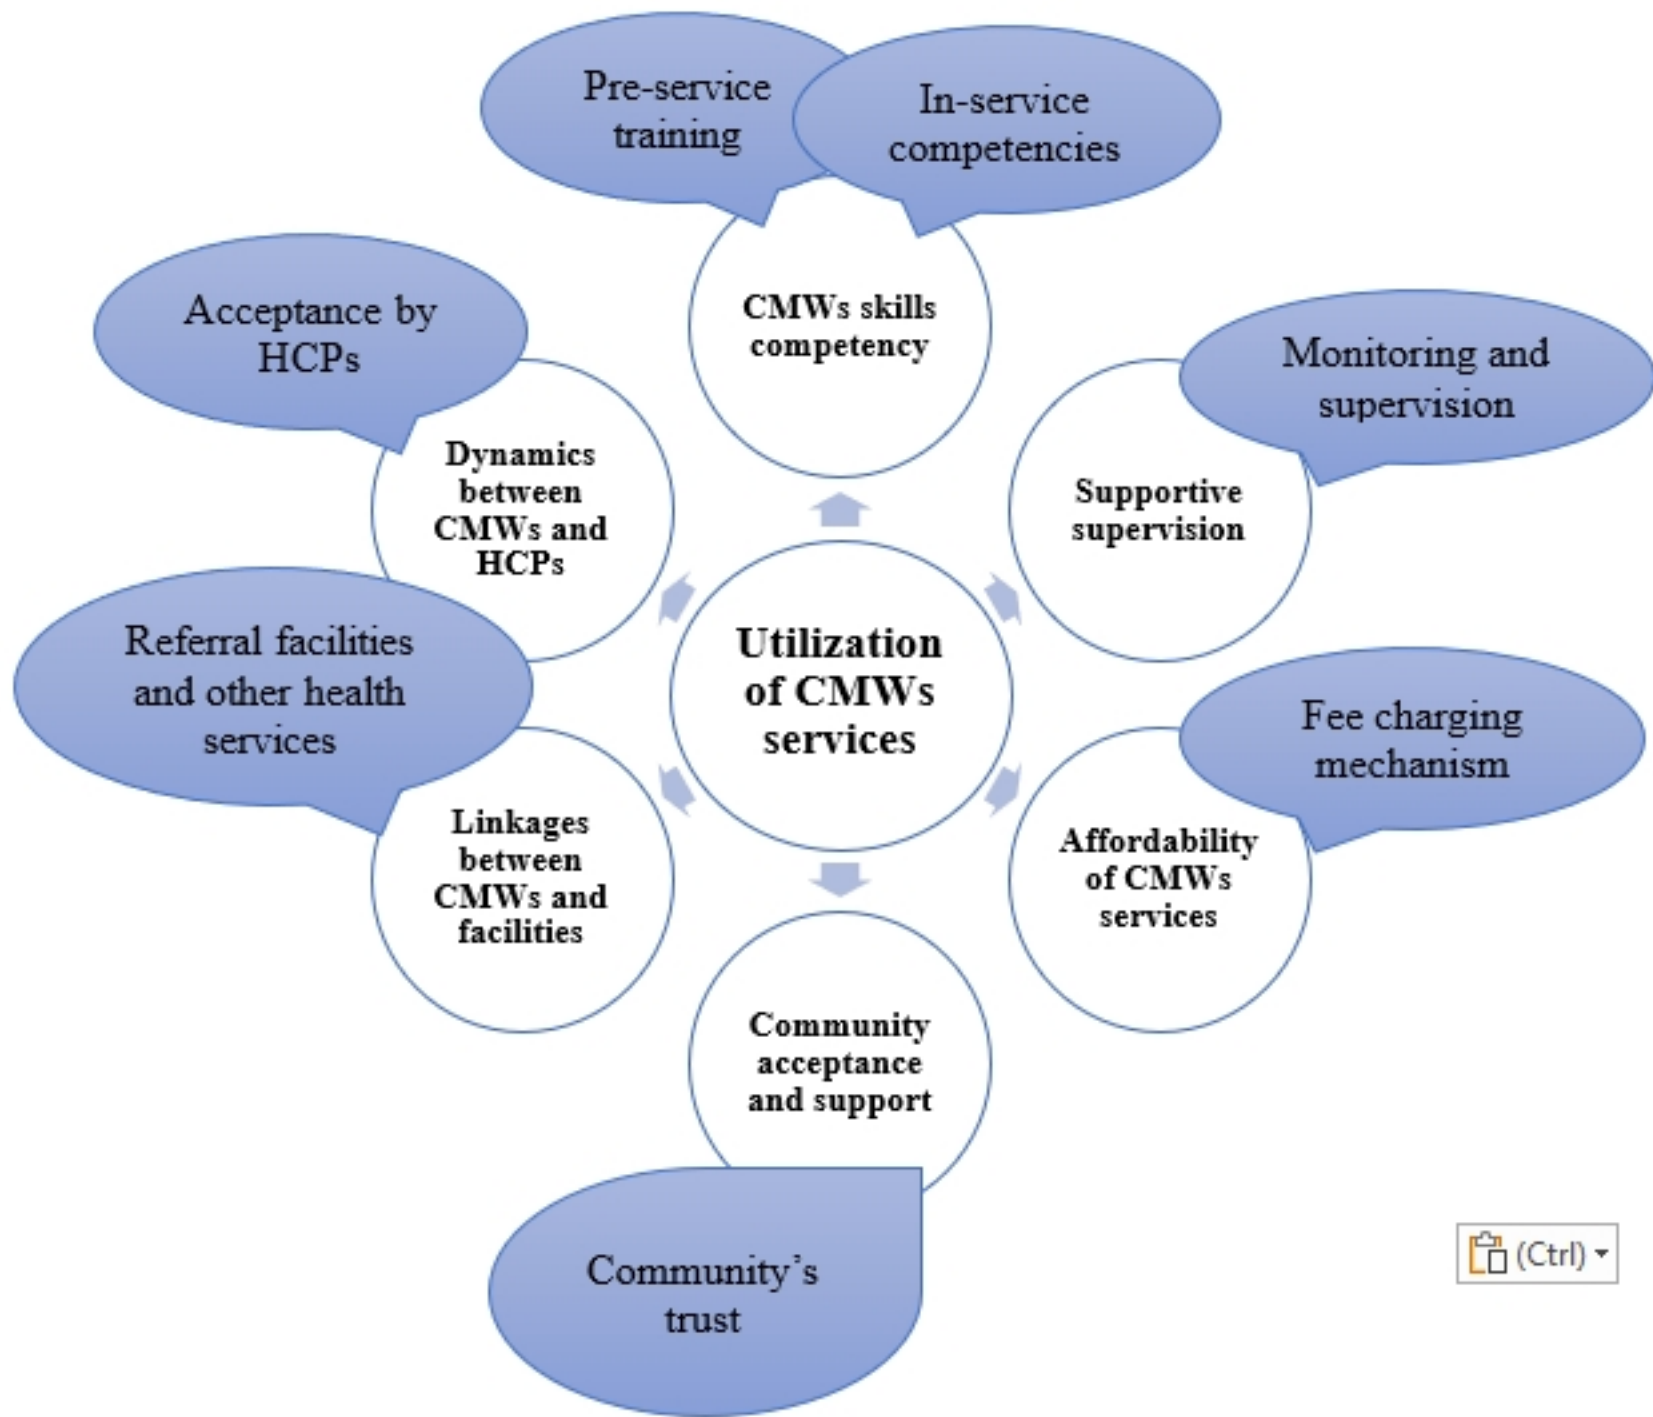 Pre-service
training
In-service
competencies
CMWs skills
competency
Acceptance by
HCPs
Dynamics
between
CMWs and
HCPs
Monitoring and
supervision
Supportive
supervision
Referral facilities
and other health
services
Linkages
between
CMWs and
facilities
Utilization
of CMWs
services
Fee charging
mechanism
Affordability
of CMWs
services
Community
acceptance
and support
Community’s
trust
(Ctrl)